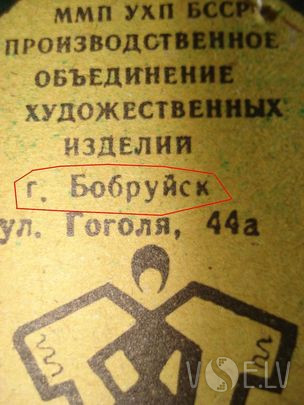 ММП УХП БССР
ПРОИЗВОДСТВЕННОЕ
ОБЪЕДИНЕНИЕ
ХУДОЖЕСТВЕННЫХ
ИЗДЕЛИЙ
г. Бобруйск
ул. Гоголя, 44а
VSE.LV